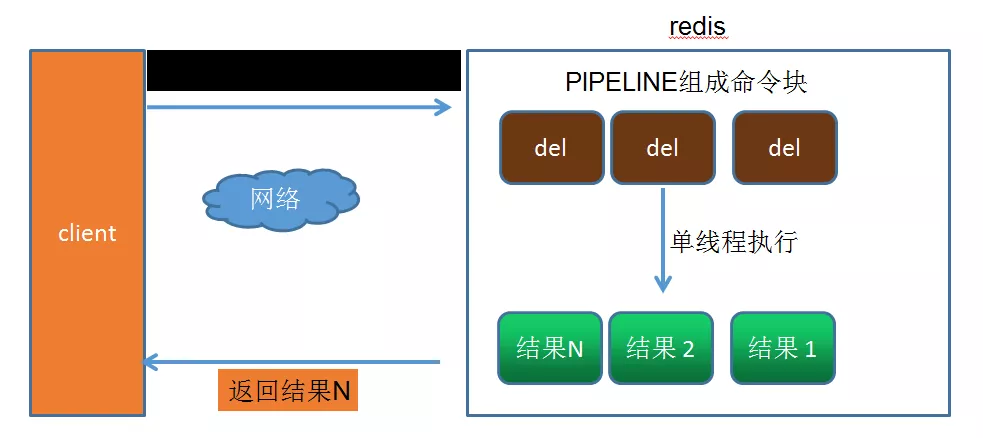 redis
PIPELINE组成命令块
del del del
网络
client
单线程执行
结果N 结果 2 结果 1
返回结果N